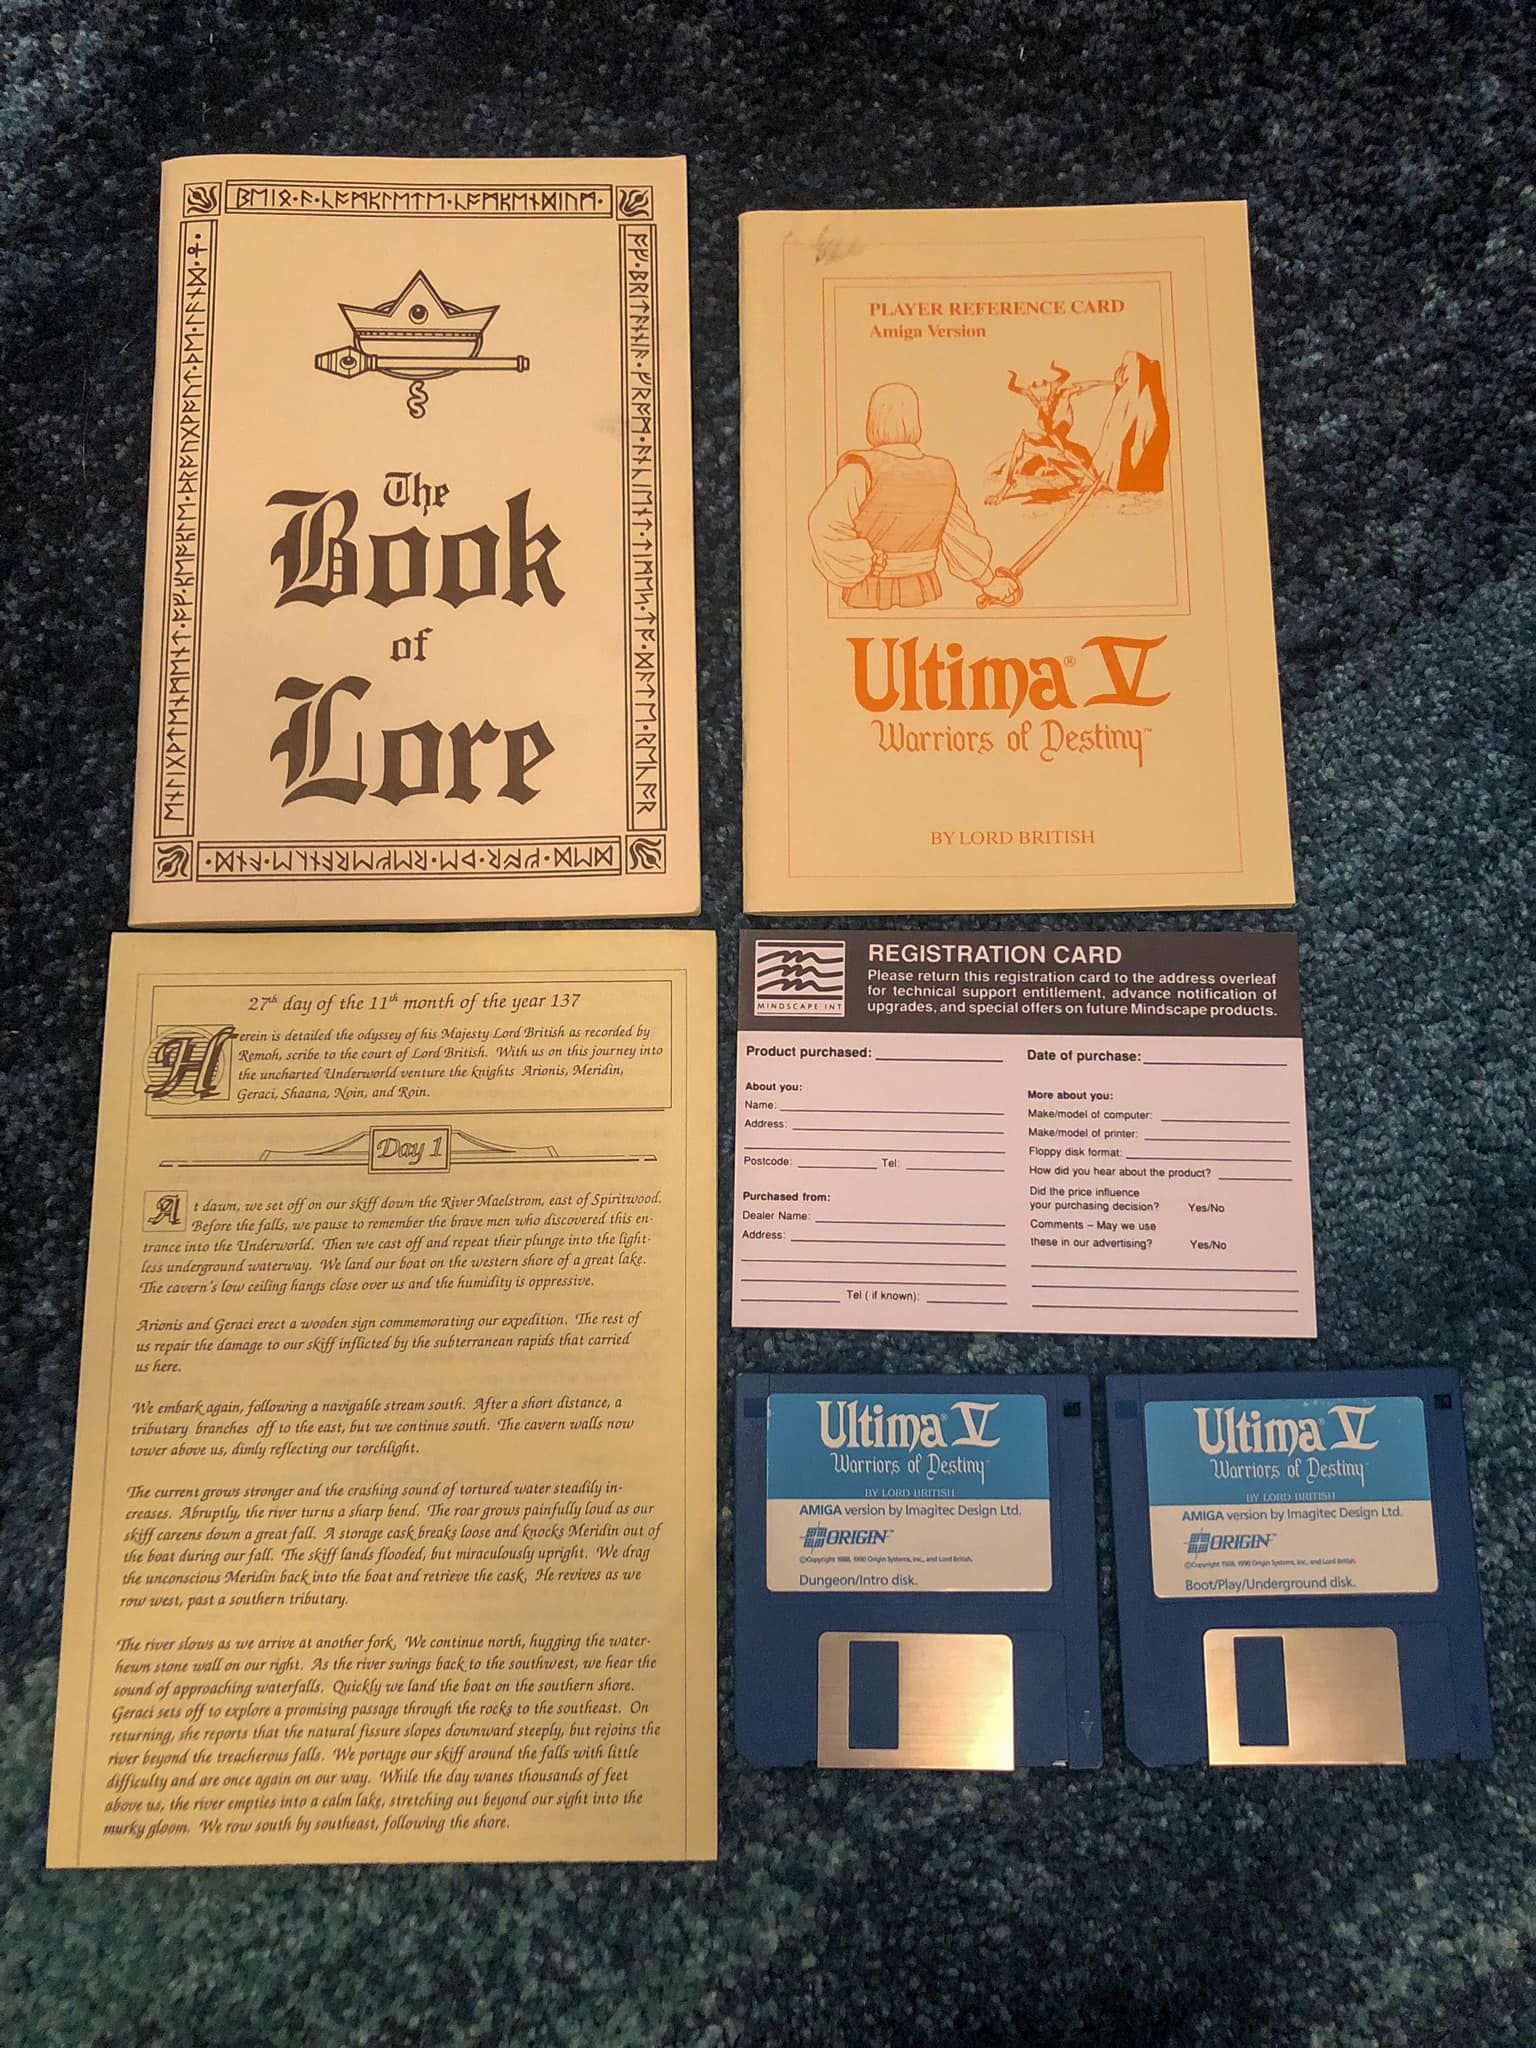 The
Book
of
Lore
PLAYER REFERENCE CARD
Amiga Version
Ultima® V
Warriors of Destiny™
BY LORD BRITISH
27th day of the 11th month of the year 137
Herein is detailed the odyssey of his Majesty Lord British as recorded by
Remoh, scribe to the court of Lord British. With us on this journey into
the uncharted Underworld venture the knights Arionis, Meridin,
Geraci, Shaana, Noin, and Roin.
Day 1
At dawn, we set off on our skiff down the River Maelstrom, east of Spiritwood.
Before the falls, we pause to remember the brave men who discovered this en-
trance into the Underworld. Then we cast off and repeat their plunge into the light-
less underground waterway. We land our boat on the western shore of a great lake.
The cavern's low ceiling hangs close over us and the humidity is oppressive.
Arionis and Geraci erect a wooden sign commemorating our expedition. The rest of
us repair the damage to our skiff inflicted by the subterranean rapids that carried
us here.
We embark again, following a navigable stream south. After a short distance, a
tributary branches off to the east, but we continue south. The cavern walls now
tower above us, dimly reflecting our torchlight.
The current grows stronger and the crashing sound of tortured water steadily in-
creases. Abruptly, the river turns a sharp bend. The roar grows painfully loud as our
skiff careens down a great fall. A storage cask breaks loose and knocks Meridin out of
the boat during our fall. The skiff lands flooded, but miraculously upright. We drag
the unconscious Meridin back into the boat and retrieve the cask. He revives as we
row west, past a southern tributary.
The river slows as we arrive at another fork. We continue north, hugging the water-
hewn stone wall on our right. As the river swings back to the southwest, we hear the
sound of approaching waterfalls. Quickly we land the boat on the southern shore.
Geraci sets off to explore a promising passage through the rocks to the southeast. On
returning, she reports that the natural fissure slopes downward steeply, but rejoins the
river beyond the treacherous falls. We portage our skiff around the falls with little
difficulty and are once again on our way. While the day wanes thousands of feet
above us, the river empties into a calm lake, stretching out beyond our sight into the
murky gloom. We row south by southeast, following the shore.
MINDSCAPE INT
REGISTRATION CARD
Please return this registration card to the address overleaf
for technical support entitlement, advance notification of
upgrades, and special offers on future Mindscape products.
Product purchased:
About you:
Name:
Address:
Postcode: Tel:
Purchased from:
Dealer Name:
Address:
Tel ( if known):
Date of purchase:
More about you:
Make/model of computer:
Make/model of printer:
Floppy disk format:
How did you hear about the product?
Did the price influence
your purchasing decision? Yes/No
Comments – May we use
these in our advertising? Yes/No
Ultima® V
Warriors of Destiny™
BY LORD BRITISH
AMIGA version by Imagitec Design Ltd.
ORIGIN™
©Copyright 1988, 1990 Origin Systems, Inc, and Lord British.
Dungeon/Intro disk.
Ultima® V
Warriors of Destiny™
BY LORD BRITISH
AMIGA version by Imagitec Design Ltd.
ORIGIN™
©Copyright 1988, 1990 Origin Systems, Inc, and Lord British.
Boot/Play/Underground disk.